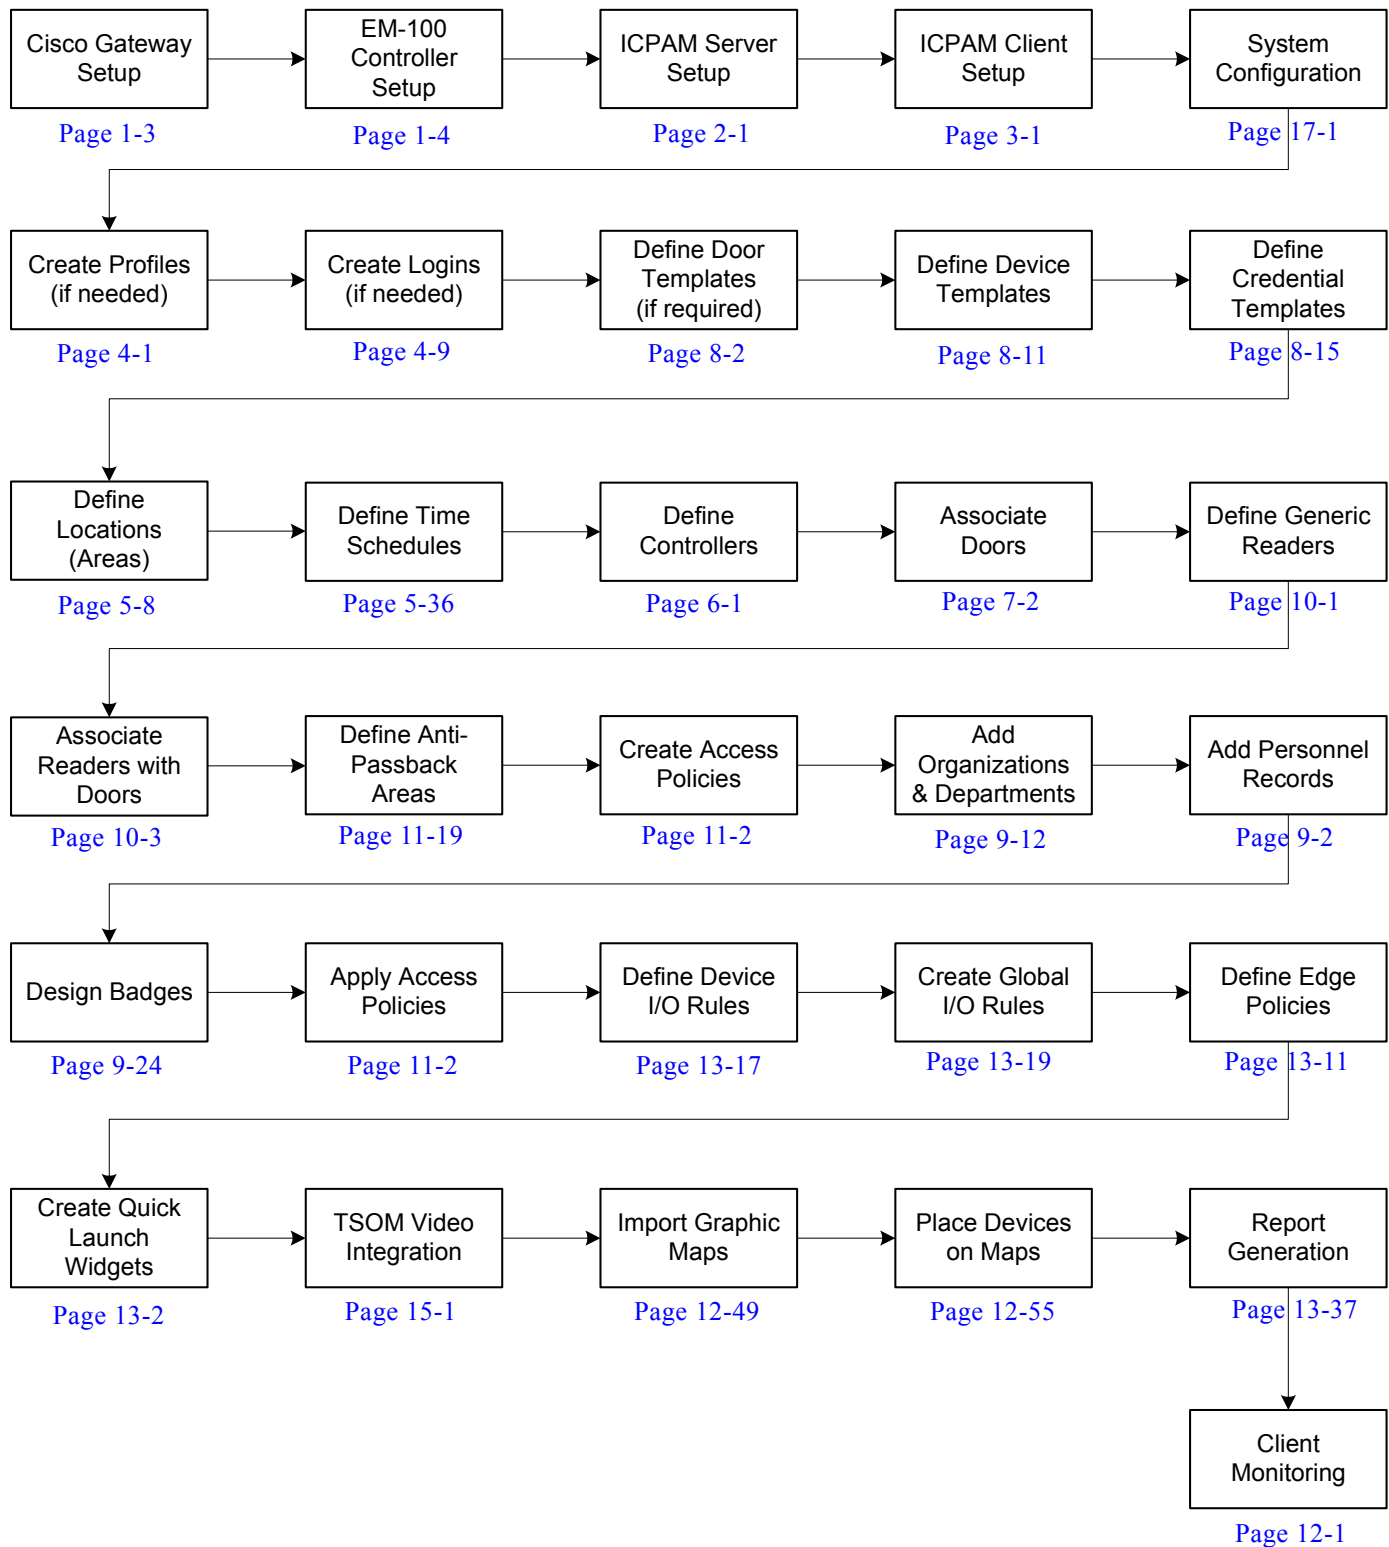 Cisco Gateway
Setup
Page 1-3
EM-100
Controller
Setup
Page 1-4
ICPAM Server
Setup
Page 2-1
ICPAM Client
Setup
Page 3-1
System
Configuration
Page 17-1
Create Profiles
(if needed)
Page 4-1
Create Logins
(if needed)
Page 4-9
Define Door
Templates
(if required)
Page 8-2
Define Device
Templates
Page 8-11
Define
Credential
Templates
Page 8-15
Define
Locations
(Areas)
Page 5-8
Define Time
Schedules
Page 5-36
Define
Controllers
Page 6-1
Associate
Doors
Page 7-2
Define Generic
Readers
Page 10-1
Associate
Readers with
Doors
Page 10-3
Define Anti-
Passback
Areas
Page 11-19
Create Access
Policies
Page 11-2
Add
Organizations
& Departments
Page 9-12
Add Personnel
Records
Page 9-2
Design Badges
Page 9-24
Apply Access
Policies
Page 11-2
Define Device
I/O Rules
Page 13-17
Create Global
I/O Rules
Page 13-19
Define Edge
Policies
Page 13-11
Create Quick
Launch
Widgets
Page 13-2
TSOM Video
Integration
Page 15-1
Import Graphic
Maps
Page 12-49
Place Devices
on Maps
Page 12-55
Report
Generation
Page 13-37
Client
Monitoring
Page 12-1